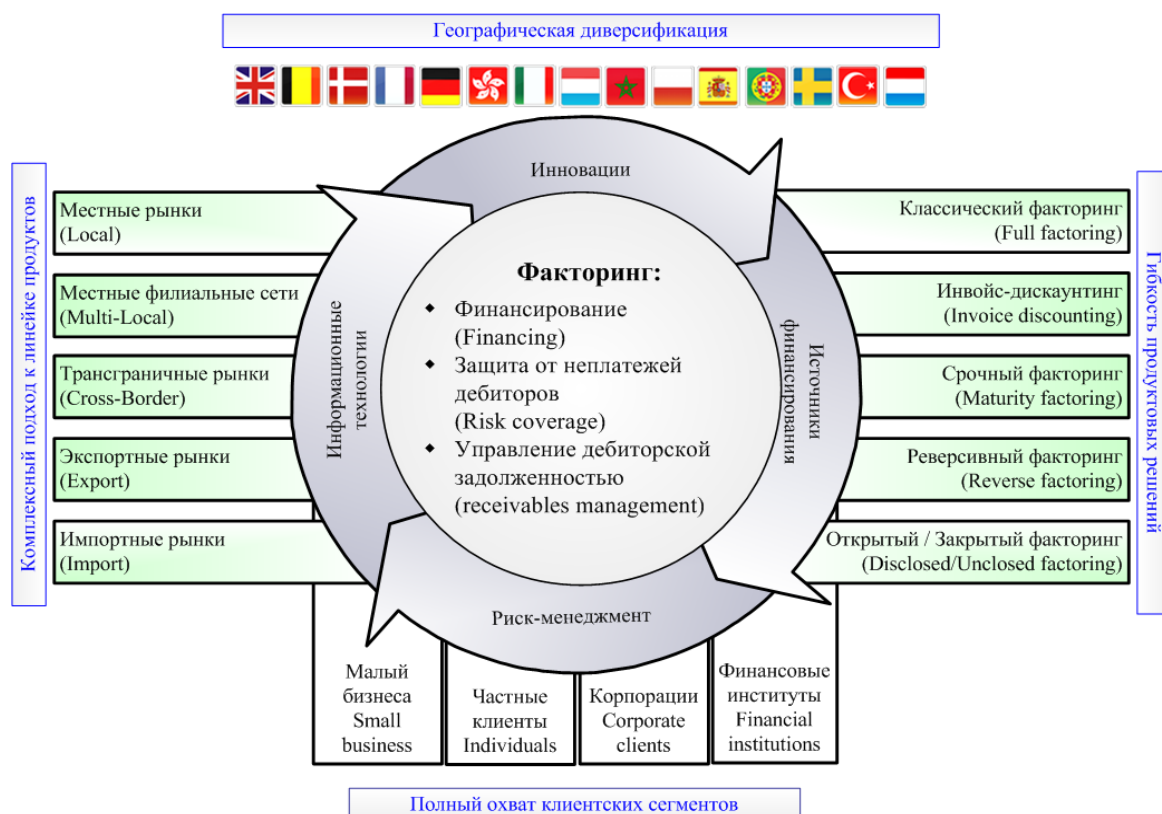 Географическая диверсификация
Комплексный подход к линейке продуктов
Местные рынки
(Local)
Местные филиальные сети
(Multi-Local)
Трансграничные рынки
(Cross-Border)
Экспортные рынки
(Export)
Импортные рынки
(Import)
Инновации
Информационные
технологии
Факторинг:
Финансирование
(Financing)
Защита от неплатежей
дебиторов
(Risk coverage)
Управление дебиторской
задолженностью
(receivables management)
Источники
финансирования
Риск-менеджмент
Классический факторинг
(Full factoring)
Инвойс-дискаунтинг
(Invoice discounting)
Срочный факторинг
(Maturity factoring)
Реверсивный факторинг
(Reverse factoring)
Открытый / Закрытый факторинг
(Disclosed/Unclosed factoring)
Гибкость продуктовых решений
Малый
бизнеса
Small
business
Частные
клиенты
Individuals
Корпорации
Corporate
clients
Финансовые
институты
Financial
institutions
Полный охват клиентских сегментов